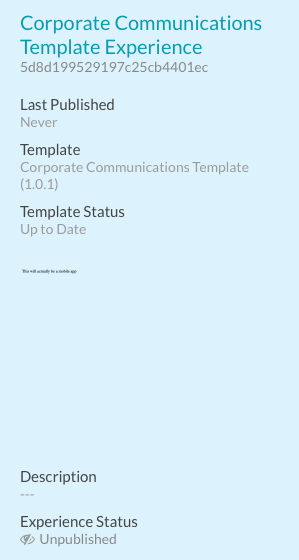 Corporate Communications
Template Experience
5d8d199529197c25cb4401ec
Last Published
Never
Template
Corporate Communications Template
(1.0.1)
Template Status
Up to Date
This will actually be a mobile app
Description
---
Experience Status
Unpublished